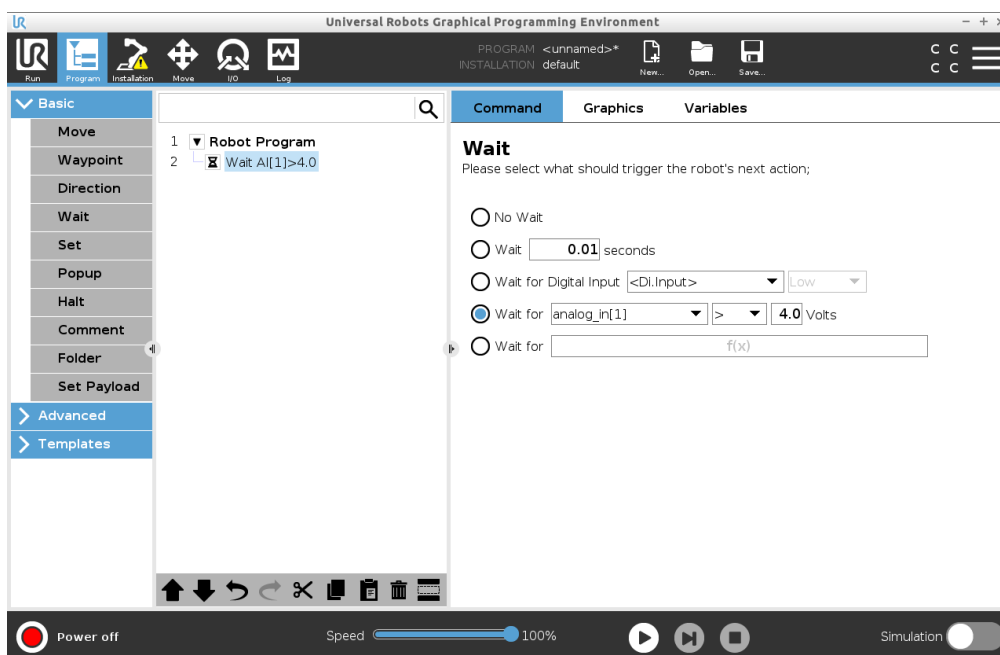 UR
Universal Robots Graphical Programming Environment
UR
Run
Program
Installation
Move
I/O
Log
PROGRAM <unnamed>*
INSTALLATION default
New...
Open...
Save...
C C
C C
Basic
Move
Waypoint
Direction
Wait
Set
Popup
Halt
Comment
Folder
Set Payload
Advanced
Templates
1 Robot Program
2 Wait AI[1]>4.0
Command Graphics Variables
Wait
Please select what should trigger the robot's next action;
No Wait
Wait 0.01 seconds
Wait for Digital Input <Di.Input> Low
Wait for analog_in[1] > 4.0 Volts
Wait for f(x)
Power off
Speed 100%
Simulation